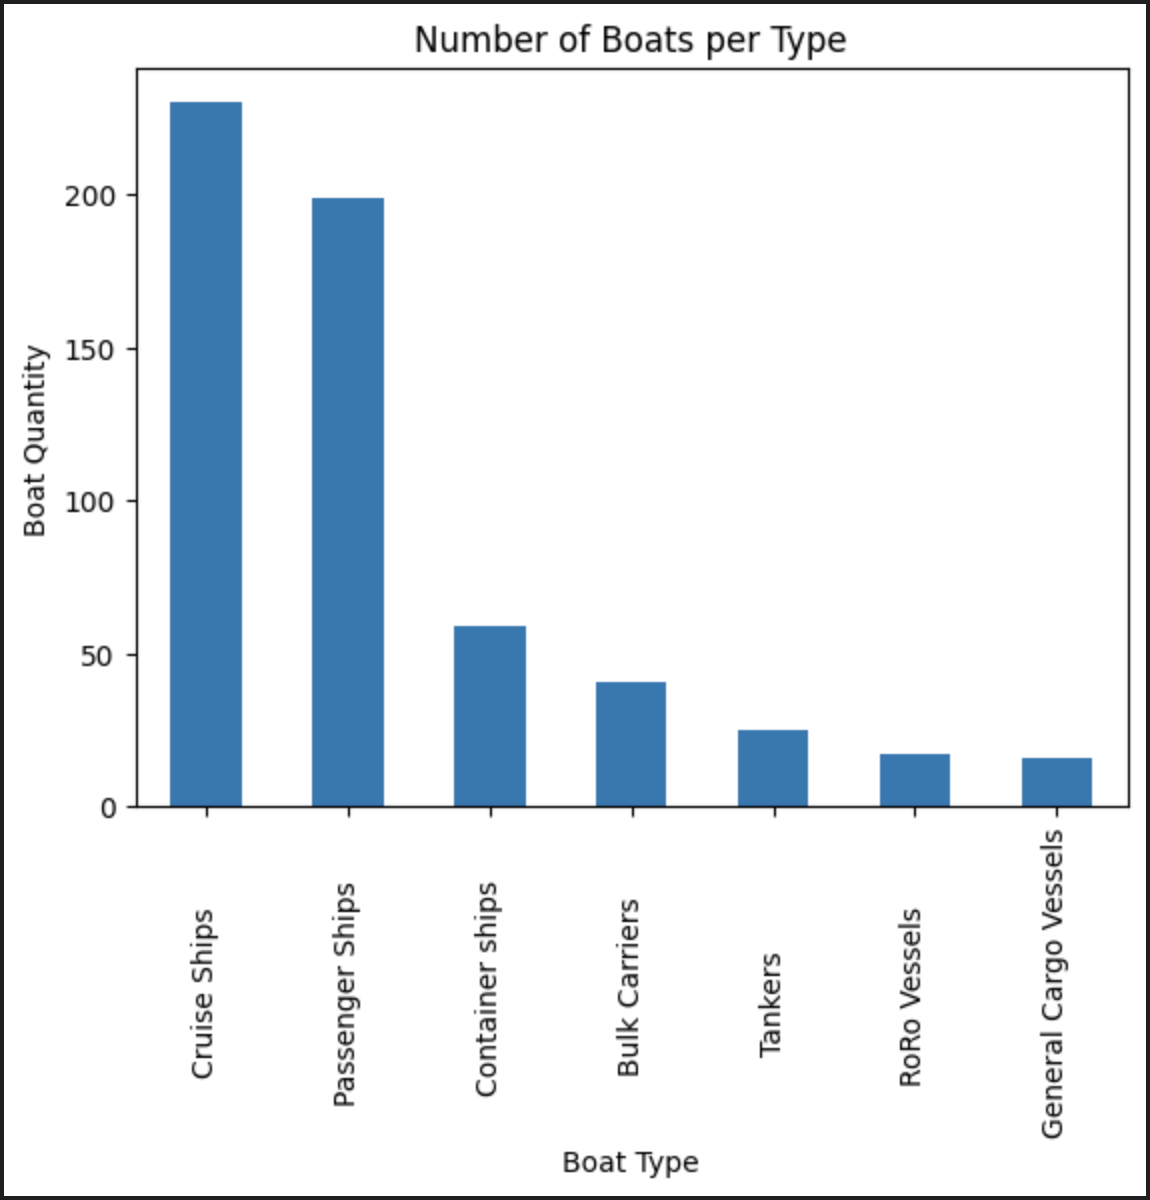 Number of Boats per Type
Boat Quantity
200
150
100
50
0
Cruise Ships
Passenger Ships
Container ships
Bulk Carriers
Tankers
RoRo Vessels
General Cargo Vessels
Boat Type